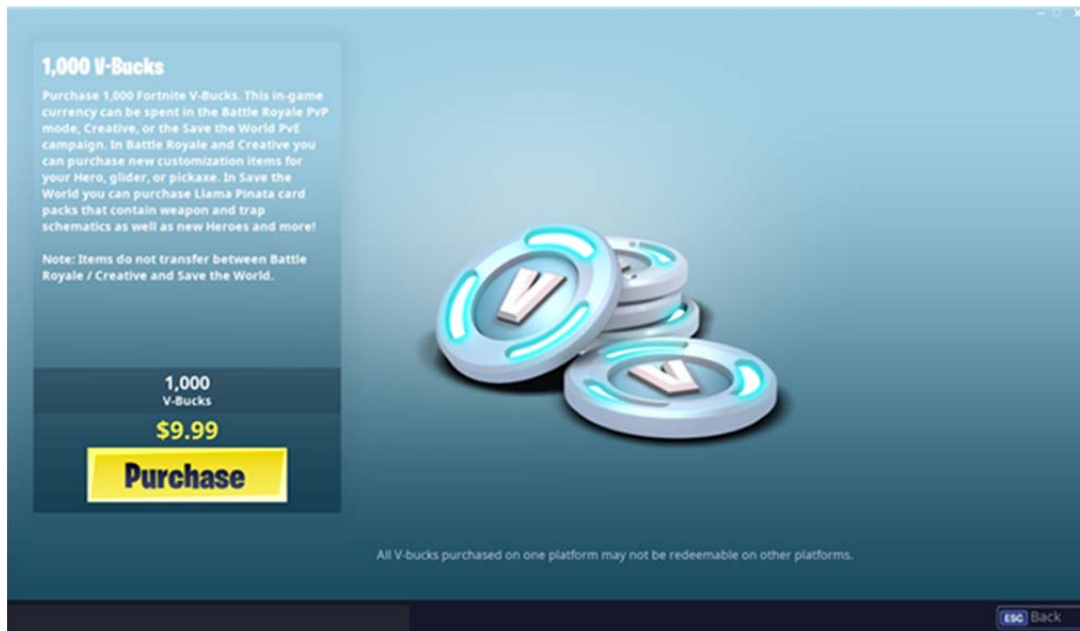 1,000 V-Bucks
Purchase 1,000 Fortnite V-Bucks. This in-game
currency can be spent in the Battle Royale PvP
mode, Creative, or the Save the World PvE
campaign. In Battle Royale and Creative you
can purchase new customization items for
your Hero, glider, or pickaxe. In Save the
World you can purchase Llama Pinata card
packs that contain weapon and trap
schematics as well as new Heroes and more!
Note: Items do not transfer between Battle
Royale / Creative and Save the World.
V
V
1,000
V-Bucks
$9.99
Purchase
All V-bucks purchased on one platform may not be redeemable on other platforms.
ESC Back